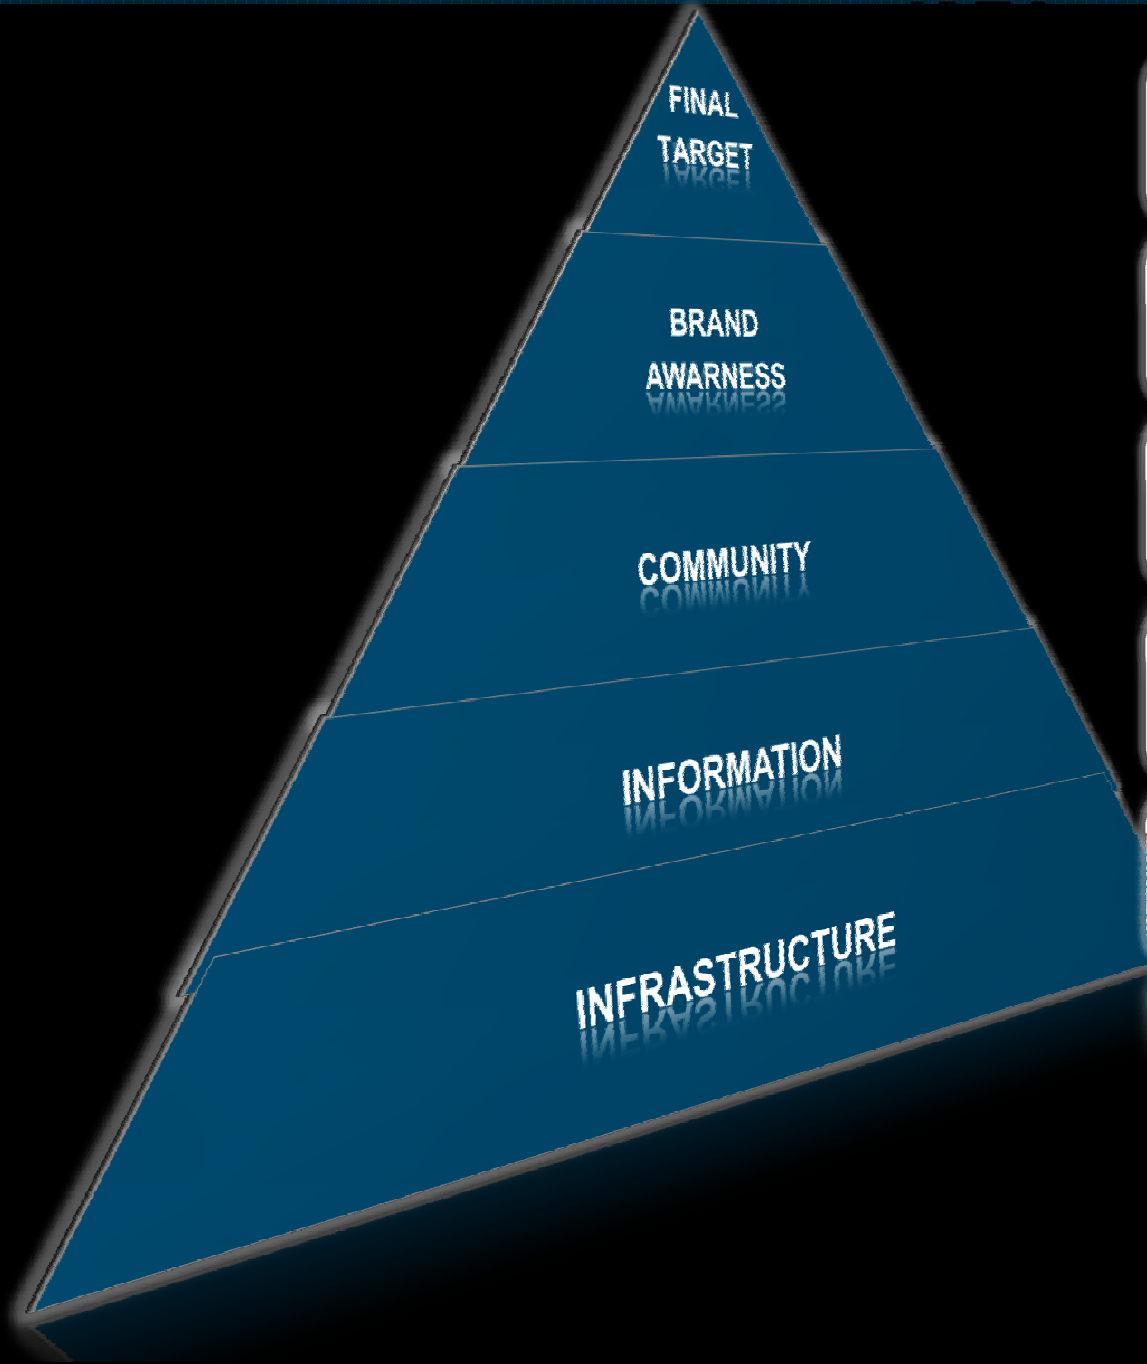 FINAL
TARGET
BRAND
AWARNESS
COMMUNITY
INFORMATION
INFRASTRUCTURE